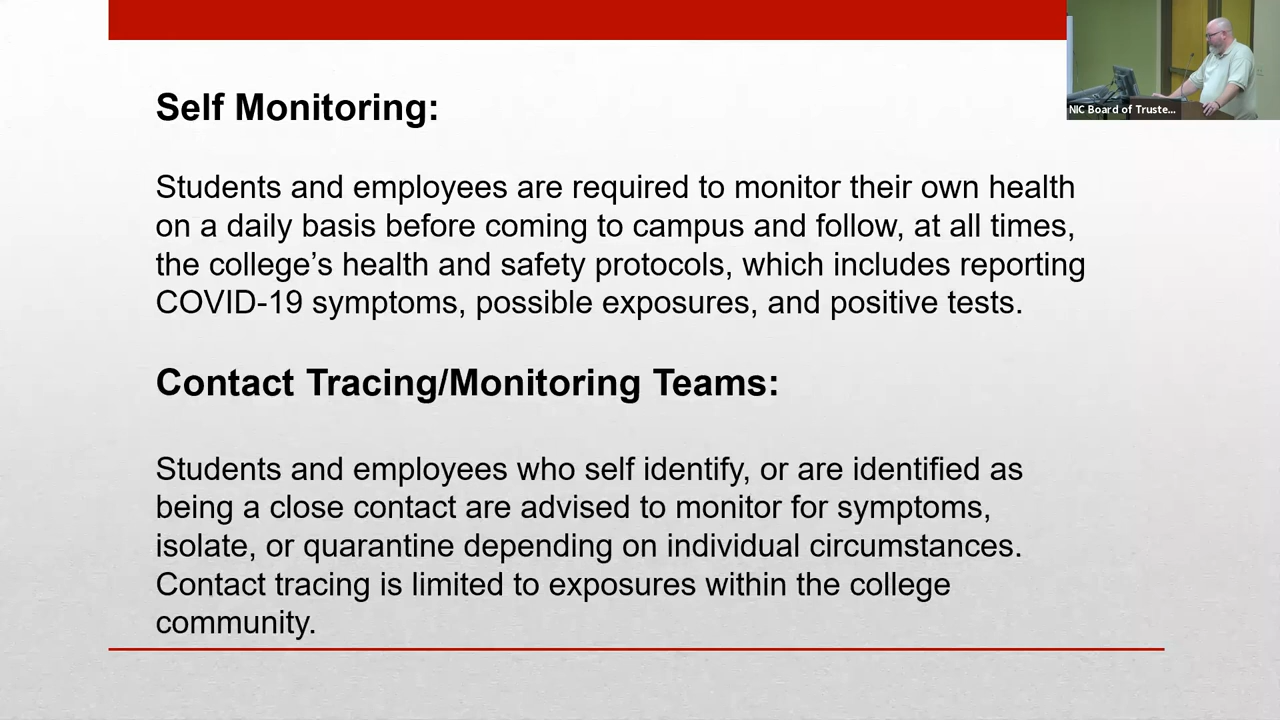 Self Monitoring:
Students and employees are required to monitor their own health
on a daily basis before coming to campus and follow, at all times,
the college’s health and safety protocols, which includes reporting
COVID-19 symptoms, possible exposures, and positive tests.
Contact Tracing/Monitoring Teams:
Students and employees who self identify, or are identified as
being a close contact are advised to monitor for symptoms,
isolate, or quarantine depending on individual circumstances.
Contact tracing is limited to exposures within the college
community.
NIC Board of Truste...